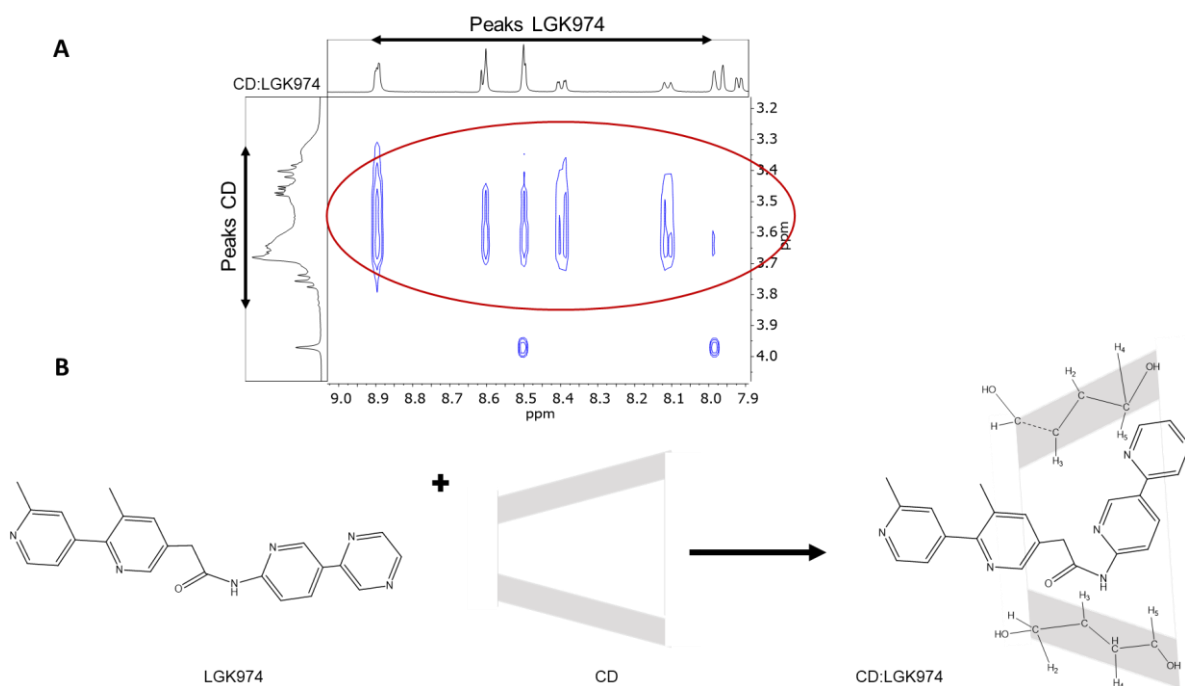 A
Peaks LGK974
CD:LGK974
Peaks CD
3.2
3.3
3.4
3.5
3.6
3.7
3.8
3.9
4.0
ppm
9.0 8.9 8.8 8.7 8.6 8.5 8.4 8.3 8.2 8.1 8.0 7.9
ppm
B
N
N
O
N
H
N
N
N
LGK974
+
CD
N
N
O
N
H
N
N
HO
H
C
C
H3
H2
C
C
H4
OH
H5
H
HO
C
H2
H3
C
C
H
H4
C
H5
OH
CD:LGK974